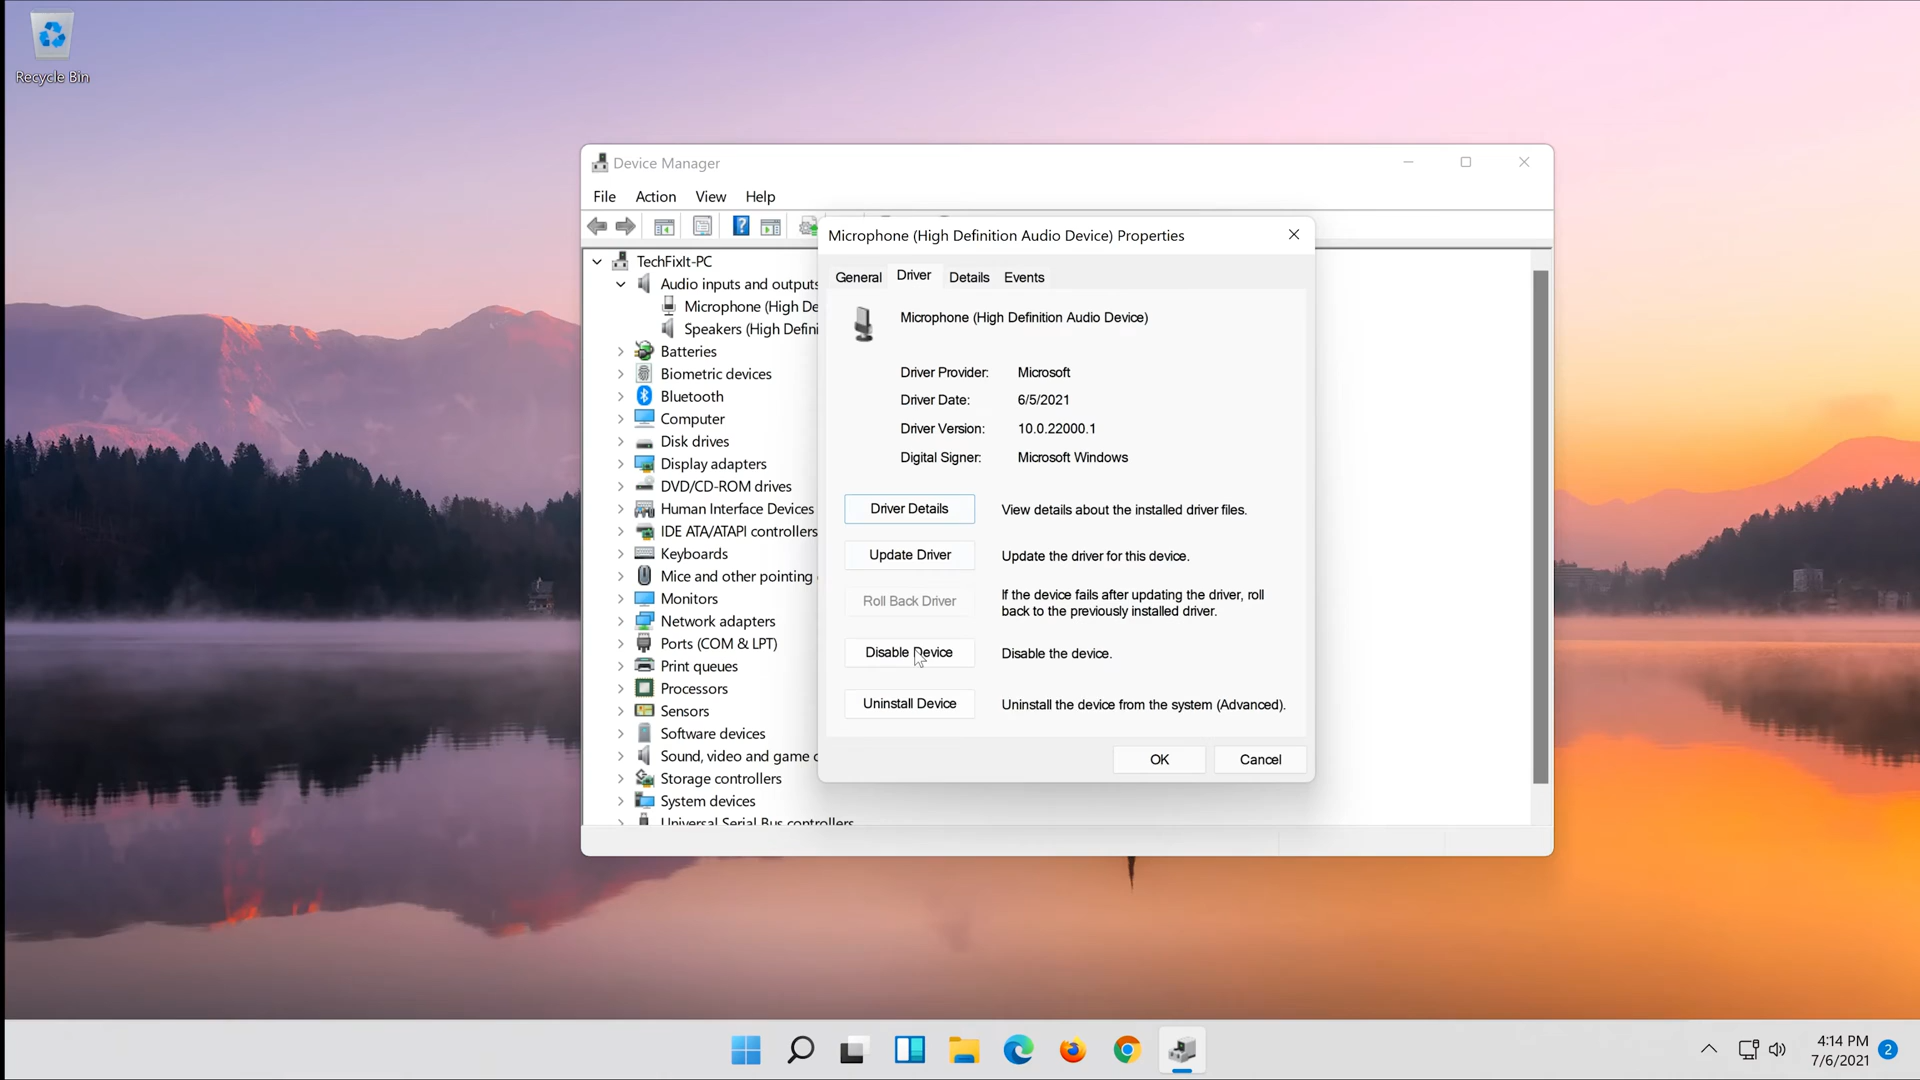 Recycle Bin
Device Manager
File Action View Help
TechFixIt-PC
Audio inputs and outputs
Microphone (High De
Speakers (High Defini
Batteries
Biometric devices
Bluetooth
Computer
Disk drives
Display adapters
DVD/CD-ROM drives
Human Interface Devices
IDE ATA/ATAPI controllers
Keyboards
Mice and other pointing
Monitors
Network adapters
Ports (COM & LPT)
Print queues
Processors
Sensors
Software devices
Sound, video and game c
Storage controllers
System devices
Universal Serial Bus controllers
Microphone (High Definition Audio Device) Properties
General Driver Details Events
Microphone (High Definition Audio Device)
Driver Provider: Microsoft
Driver Date: 6/5/2021
Driver Version: 10.0.22000.1
Digital Signer: Microsoft Windows
Driver Details View details about the installed driver files.
Update Driver Update the driver for this device.
Roll Back Driver If the device fails after updating the driver, roll
back to the previously installed driver.
Disable Device Disable the device.
Uninstall Device Uninstall the device from the system (Advanced).
OK Cancel
4:14 PM
7/6/2021
2